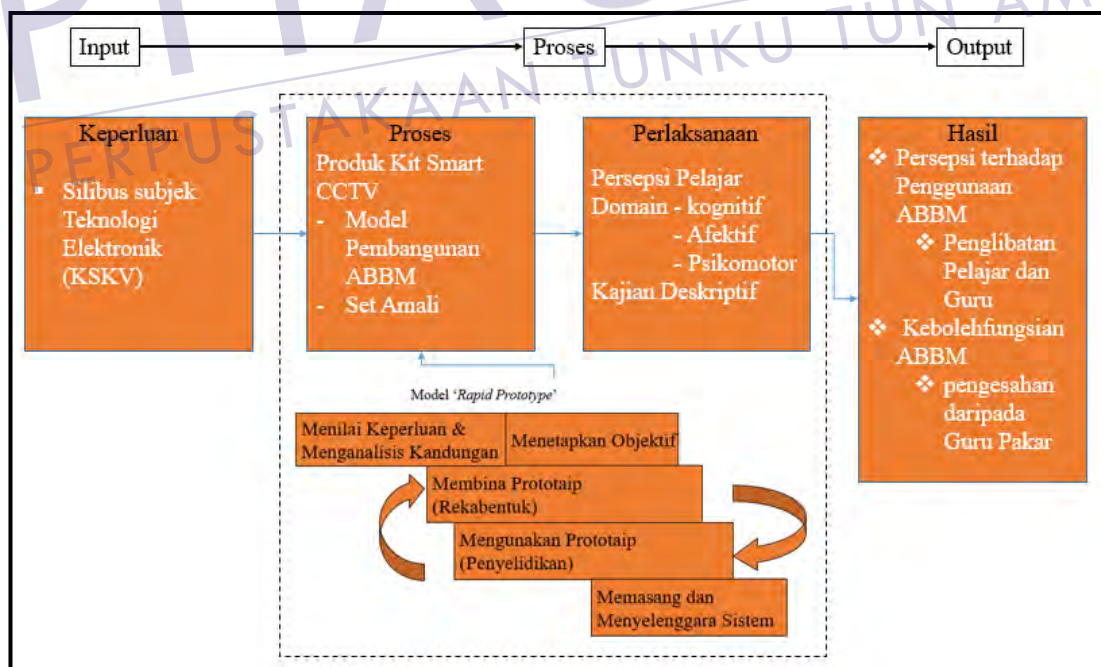 Input
Proses
Output
Keperluan
▪ Silibus subjek
Teknologi
Elektronik
(KSKV)
Proses
Produk Kit Smart
CCTV
- Model
Pembangunan
ABBM
- Set Amali
Perlaksanaan
Persepsi Pelajar
Domain - kognitif
- Afektif
- Psikomotor
Kajian Deskriptif
Hasil
❖ Persepsi terhadap
Penggunaan
ABBM
❖ Penglibatan
Pelajar dan
Guru
❖ Kebolehfungsian
ABBM
❖ pengesahan
daripada
Guru Pakar
Model ‘Rapid Prototype’
Menilai Keperluan &
Menganalisis Kandungan
Menetapkan Objektif
Membina Prototaip
(Rekabentuk)
Mengunakan Prototaip
(Penyelidikan)
Memasang dan
Menyelenggara Sistem
PERPUSTAKAAN TUNKU TUN AM